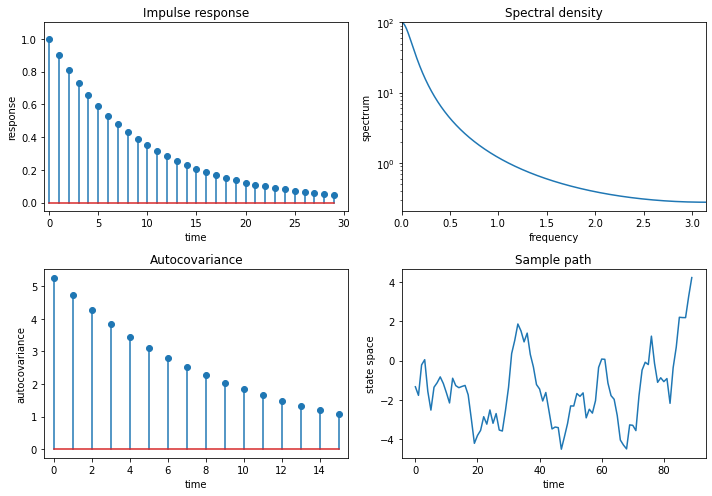 Impulse response
1.0
0.8
0.6
0.4
0.2
0.0
response
0 5 10 15 20 25 30
time
Spectral density
10²
10¹
10⁰
spectrum
0.0 0.5 1.0 1.5 2.0 2.5 3.0
frequency
Autocovariance
5
4
3
2
1
0
autocovariance
0 2 4 6 8 10 12 14
time
Sample path
4
2
0
−2
−4
state space
0 20 40 60 80
time